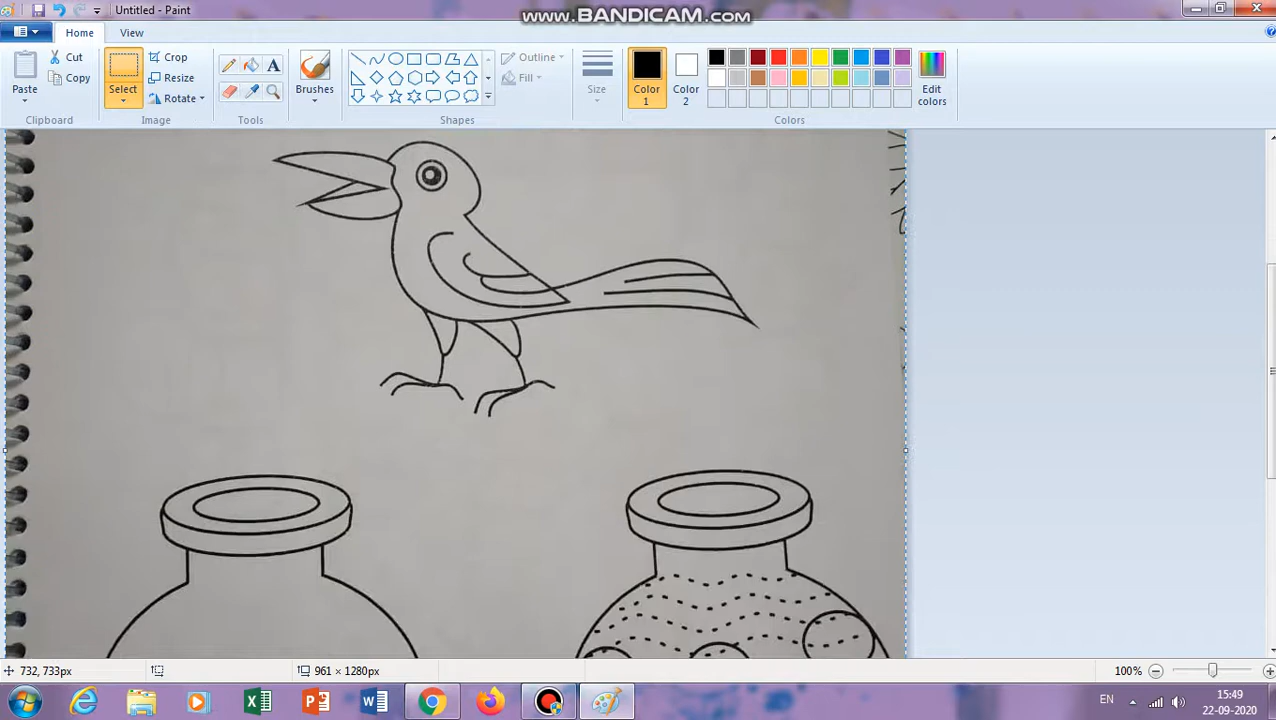 Untitled - Paint
www.BANDICAM.com
Home
View
Paste
Cut
Copy
Clipboard
Select
Crop
Resize
Rotate
Image
Tools
Brushes
Shapes
Outline
Fill
Size
Color 1
Color 2
Edit colors
Colors
732, 733px
961 × 1280px
100%
EN
15:49
22-09-2020